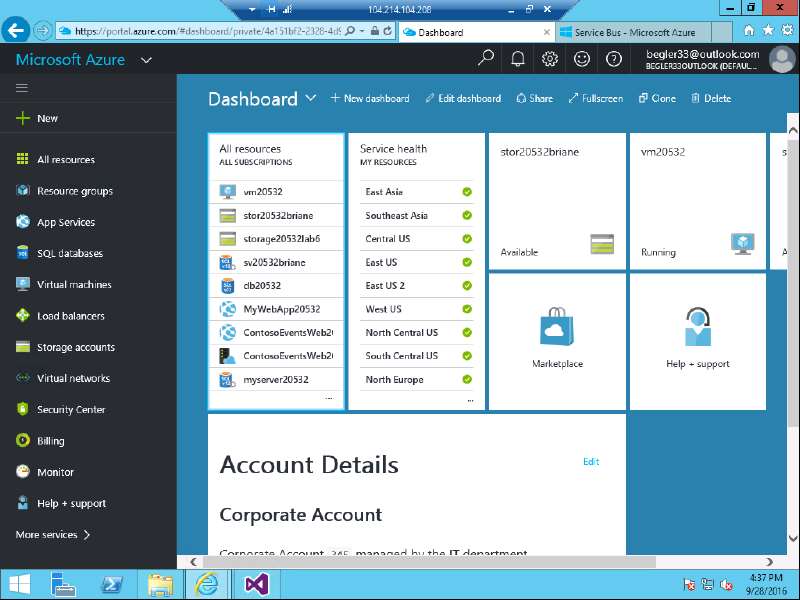 104.214.104.208
https://portal.azure.com/#dashboard/private/4a151bf2-2328-4d9
Dashboard
Service Bus - Microsoft Azure
Microsoft Azure
begler33@outlook.com
BEGLER33OUTLOOK (DEFAUL...
Dashboard
New dashboard
Edit dashboard
Share
Fullscreen
Clone
Delete
New
All resources
Resource groups
App Services
SQL databases
Virtual machines
Load balancers
Storage accounts
Virtual networks
Security Center
Billing
Monitor
Help + support
More services
All resources
ALL SUBSCRIPTIONS
vm20532
stor20532briane
storage20532lab6
sv20532briane
db20532
MyWebApp20532
ContosoEventsWeb20
ContosoEventsWeb20
myserver20532
...
Service health
MY RESOURCES
East Asia
Southeast Asia
Central US
East US
East US 2
West US
North Central US
South Central US
North Europe
...
stor20532briane
Available
vm20532
Running
s
A
Marketplace
Help + support
Account Details
Edit
Corporate Account
Corporate Account 345 managed by the IT department
4:37 PM
9/28/2016